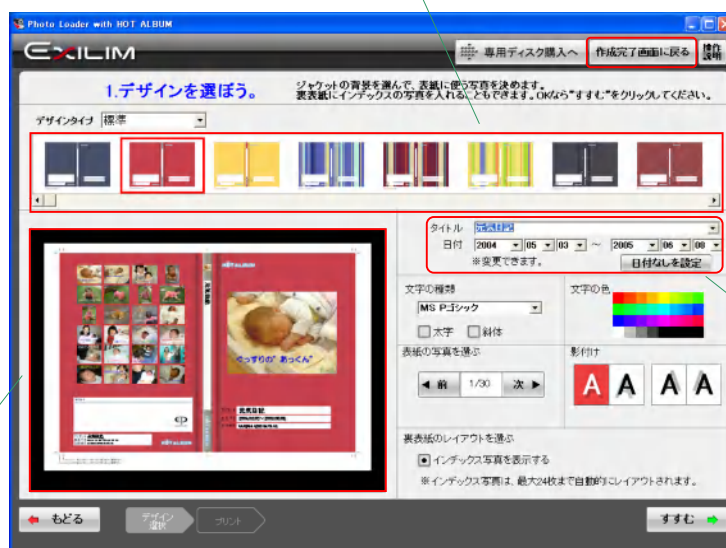 Photo Loader with HOT ALBUM
EXILIM
専用ディスク購入へ
作成完了画面に戻る
操作
説明
1.デザインを選ぼう。
ジャケットの背景を選んで、表紙に使う写真を決めます。
裏表紙にインデックスの写真を入れることもできます。OKなら"すすむ"をクリックしてください。
デザインタイプ 標準
タイトル 元気日記
日付 2004 05 03 ～ 2005 06 08
※変更できます。
日付なしを設定
文字の種類
MS Pゴシック
太字 斜体
文字の色
表紙の写真を選ぶ
前 1/30 次
影付け
A A A A
裏表紙のレイアウトを選ぶ
インデックス写真を表示する
※インデックス写真は、最大24枚まで自動的にレイアウトされます。
HOT ALBUM
元気日記
ぐっすりの"あっくん"
元気日記
もどる
デザイン
選択
プリント
すすむ